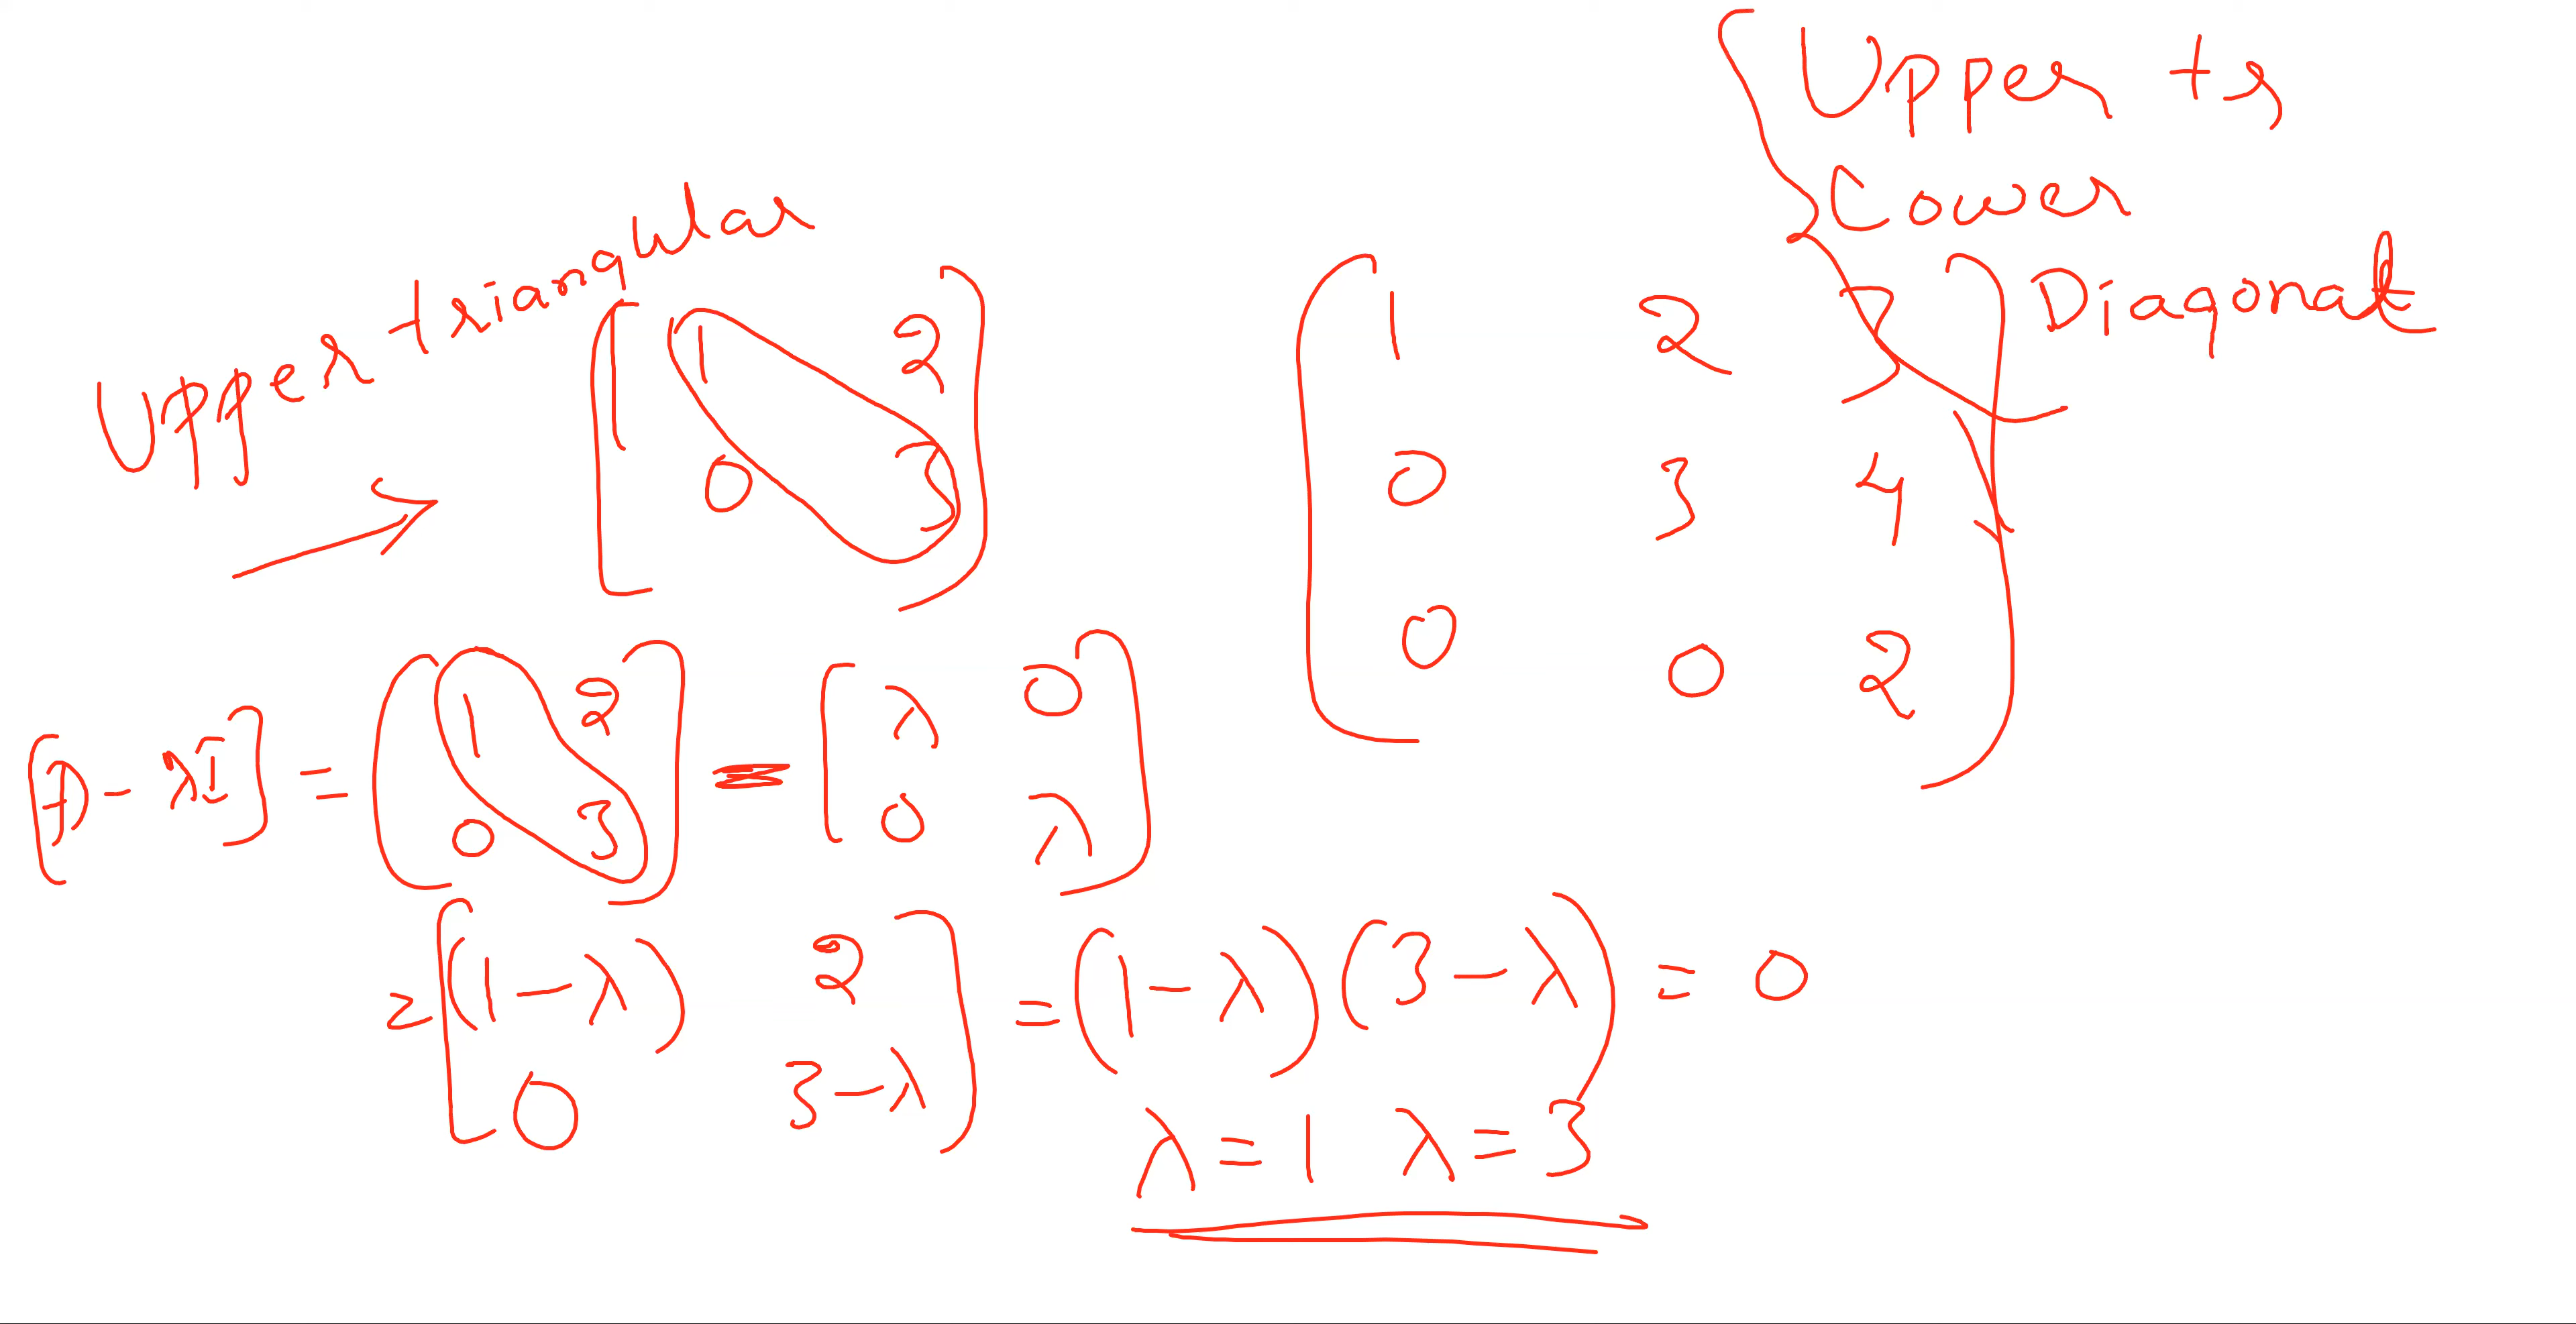 Upper tr
Lower
Diagonal
Upper triangular
[ 1 2
0 3 ]
[ 1 2 3
0 3 4
0 0 2 ]
[A - λI] = [ 1 2 - [ λ 0
0 3 ] 0 λ ]
= [ (1-λ) 2 = (1-λ)(3-λ) = 0
0 3-λ ]
λ=1 λ=3